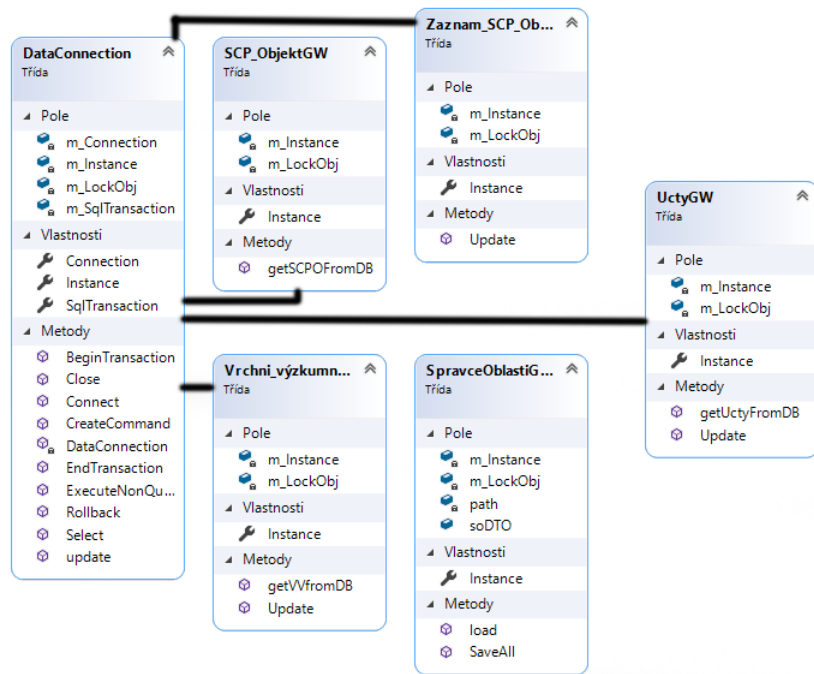 DataConnection
Třída
Pole
m_Connection
m_Instance
m_LockObj
m_SqlTransaction
Vlastnosti
Connection
Instance
SqlTransaction
Metody
BeginTransaction
Close
Connect
CreateCommand
DataConnection
EndTransaction
ExecuteNonQu...
Rollback
Select
update
SCP_ObjektGW
Třída
Pole
m_Instance
m_LockObj
Vlastnosti
Instance
Metody
getSCPOFromDB
Zaznam_SCP_Ob...
Třída
Pole
m_Instance
m_LockObj
Vlastnosti
Instance
Metody
Update
UctyGW
Třída
Pole
m_Instance
m_LockObj
Vlastnosti
Instance
Metody
getUctyFromDB
Update
Vrchni_výzkumn...
Třída
Pole
m_Instance
m_LockObj
Vlastnosti
Instance
Metody
getVVfromDB
Update
SpravceOblastiG...
Třída
Pole
m_Instance
m_LockObj
path
soDTO
Vlastnosti
Instance
Metody
load
SaveAll